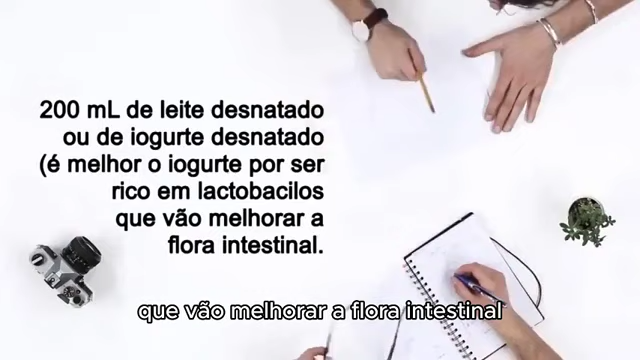 200 mL de leite desnatado
ou de iogurte desnatado
(é melhor o iogurte por ser
rico em lactobacilos
que vão melhorar a
flora intestinal.
que vão melhorar a flora intestinal